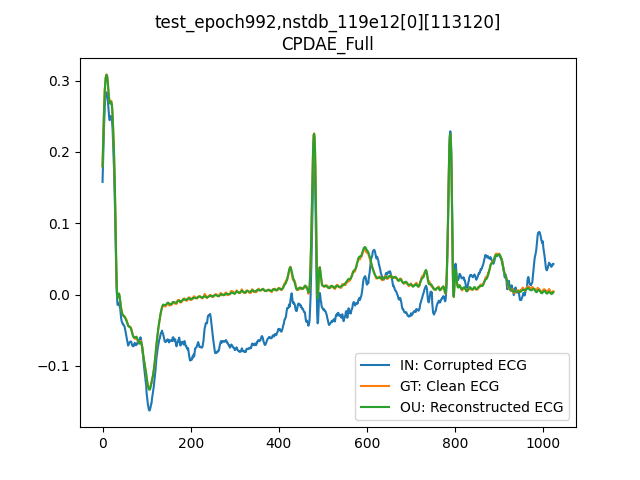 test_epoch992,nstdb_119e12[0][113120]
CPDAE_Full
0.3
0.2
0.1
0.0
−0.1
0 200 400 600 800 1000
IN: Corrupted ECG
GT: Clean ECG
OU: Reconstructed ECG